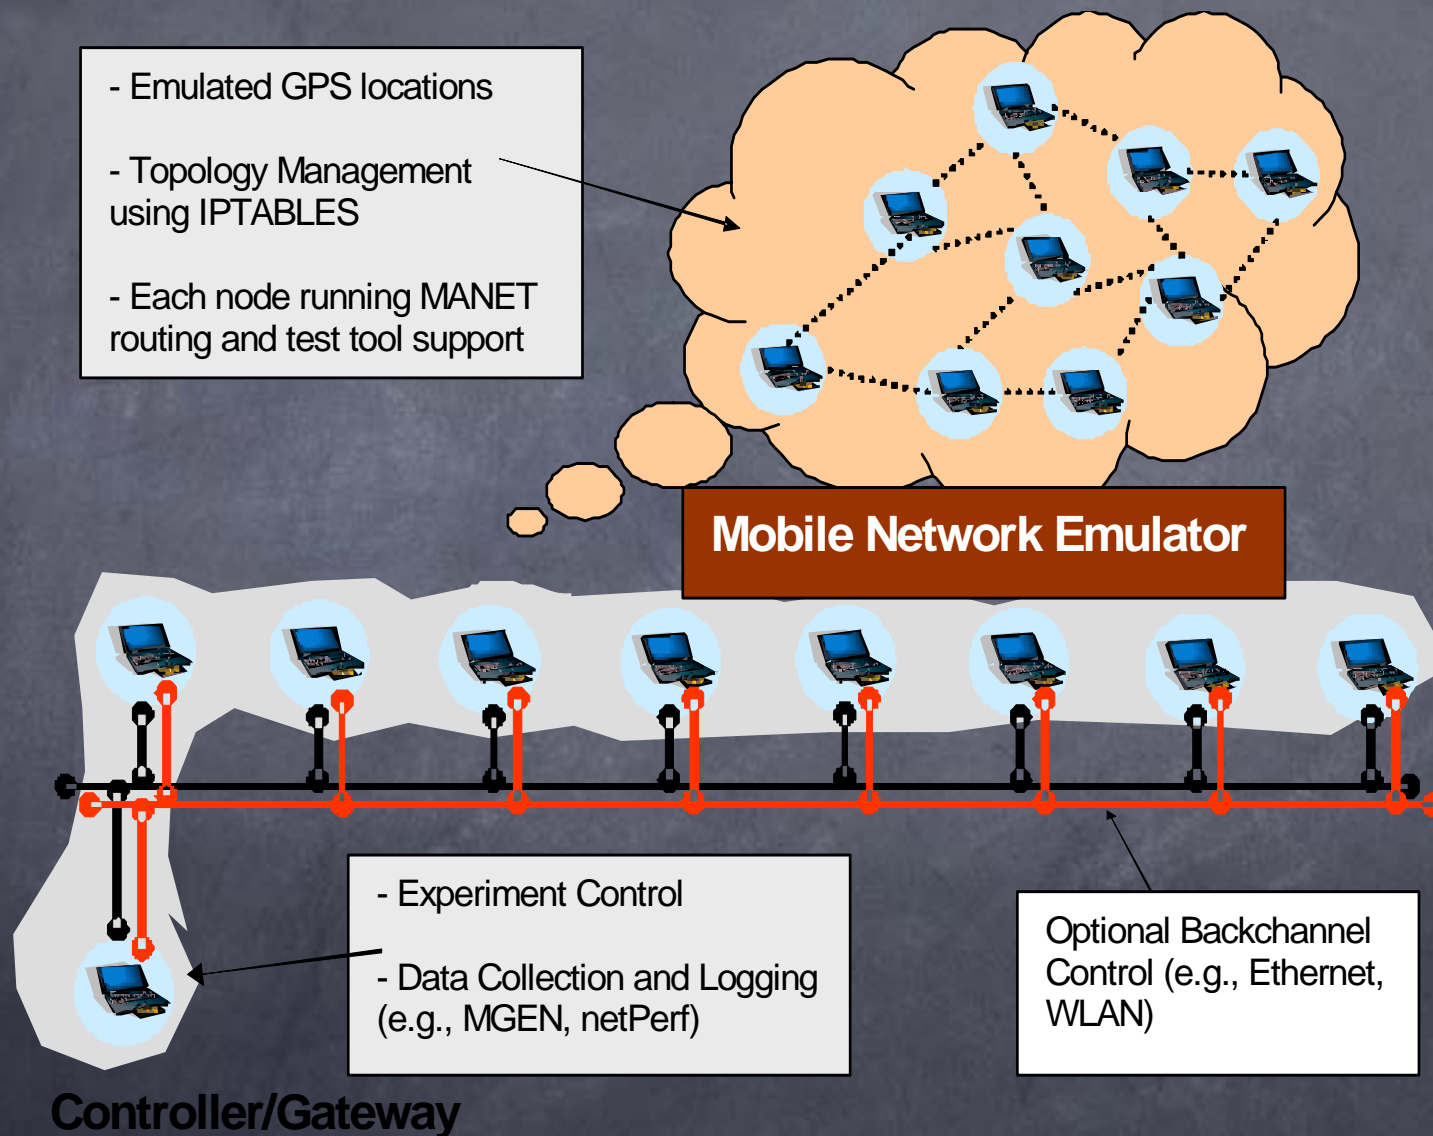 - Emulated GPS locations
- Topology Management
using IPTABLES
- Each node running MANET
routing and test tool support
Mobile Network Emulator
- Experiment Control
- Data Collection and Logging
(e.g., MGEN, netPerf)
Optional Backchannel
Control (e.g., Ethernet,
WLAN)
Controller/Gateway